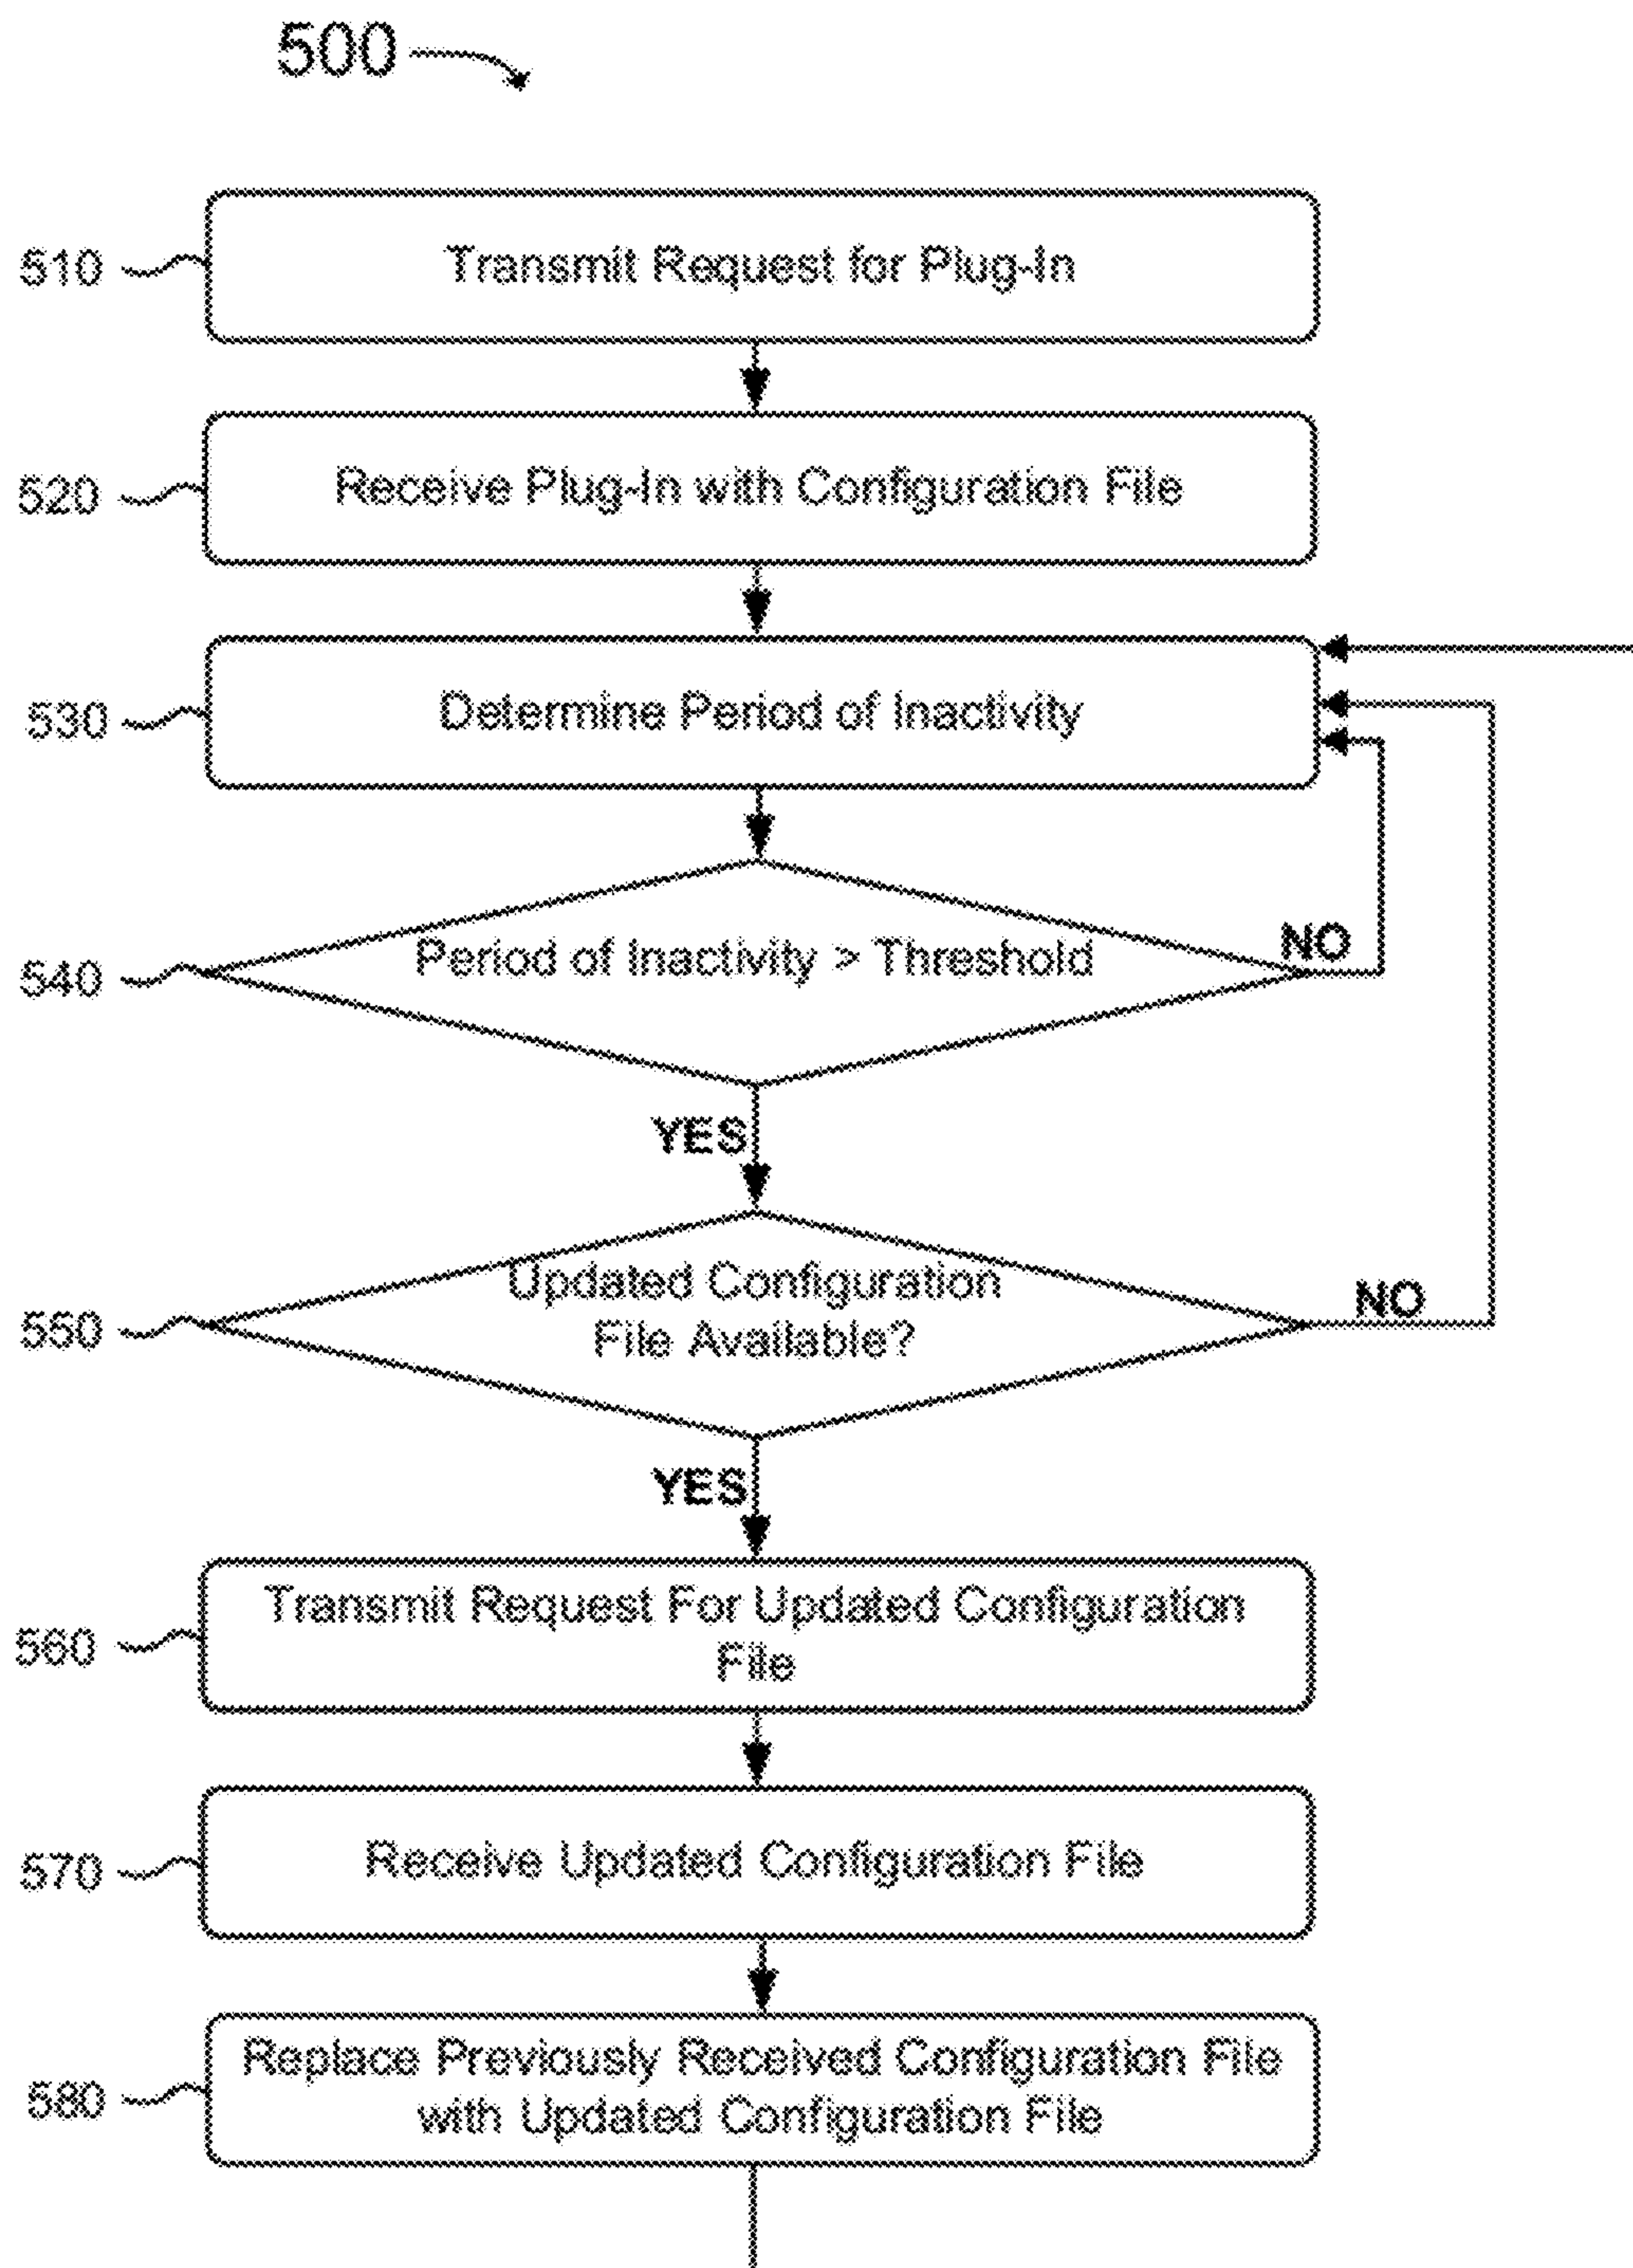 500
510
Transmit Request for Plug-In
520
Receive Plug-In with Configuration File
530
Determine Period of Inactivity
540
Period of Inactivity > Threshold
NO
YES
550
Updated Configuration
File Available?
NO
YES
560
Transmit Request For Updated Configuration
File
570
Receive Updated Configuration File
580
Replace Previously Received Configuration File
with Updated Configuration File